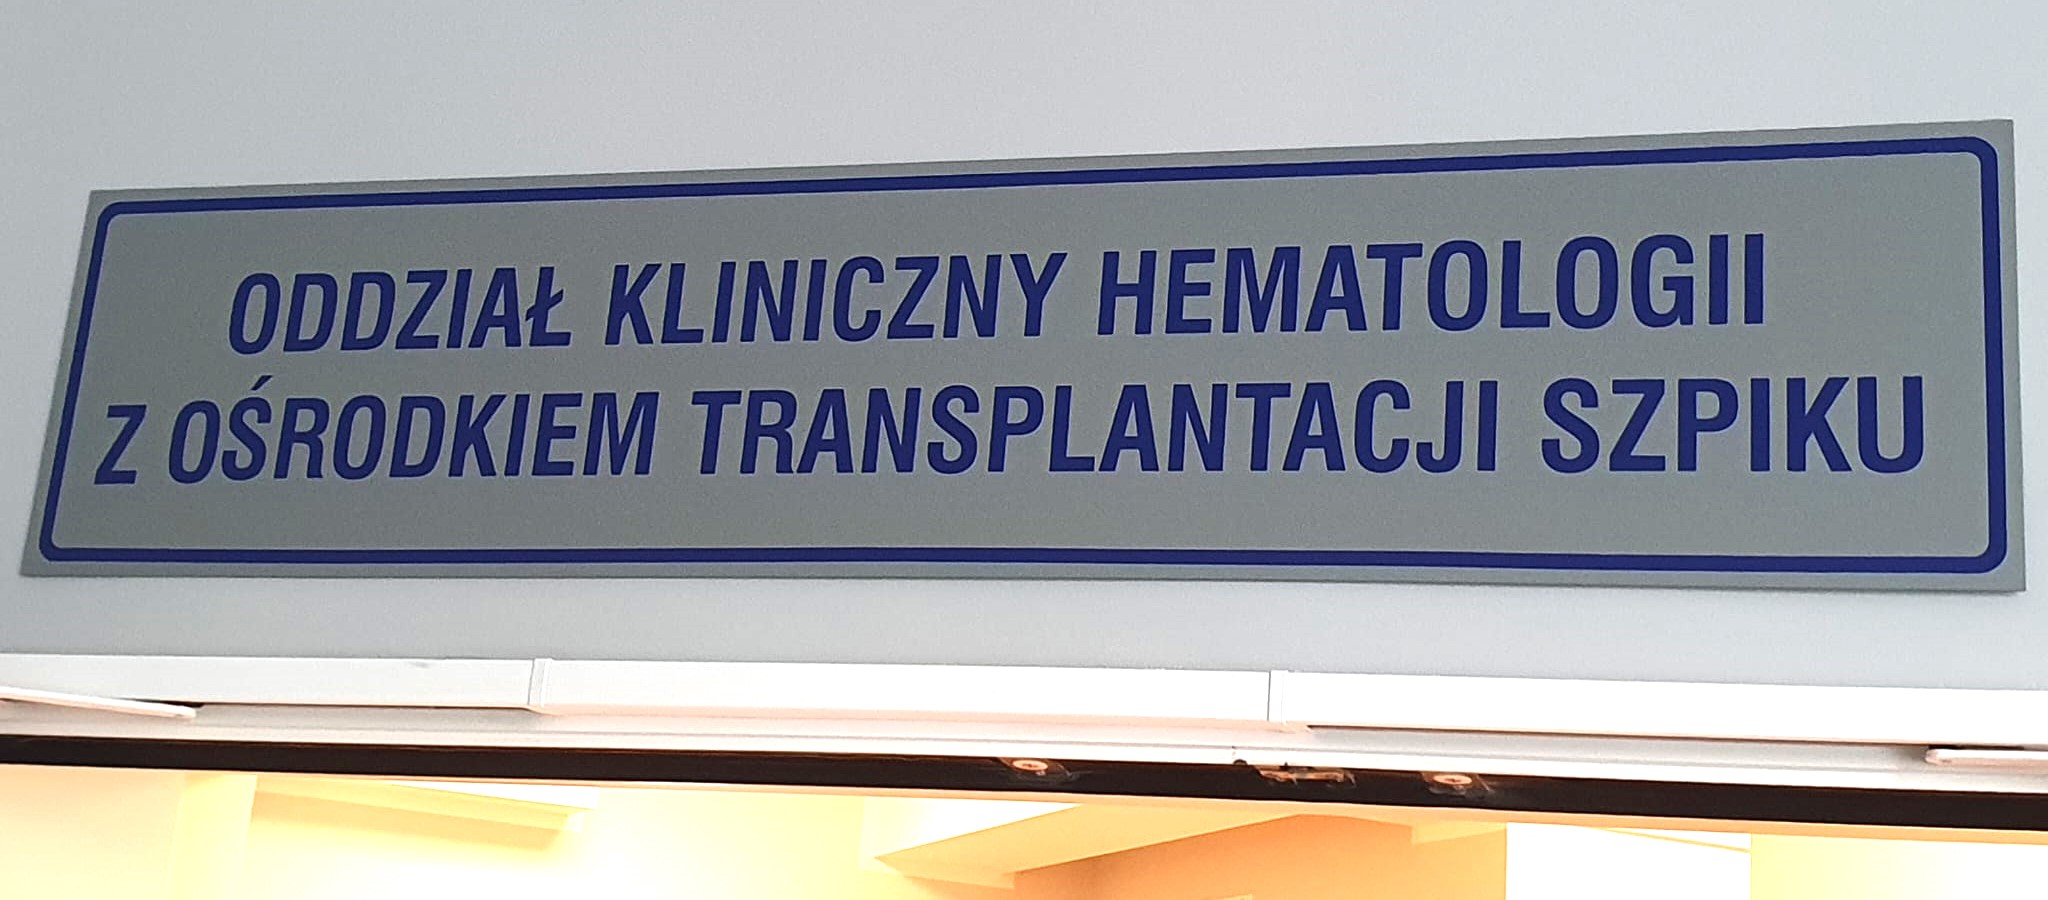 ODDZIAŁ KLINICZNY HEMATOLOGII
Z OŚRODKIEM TRANSPLANTACJI SZPIKU